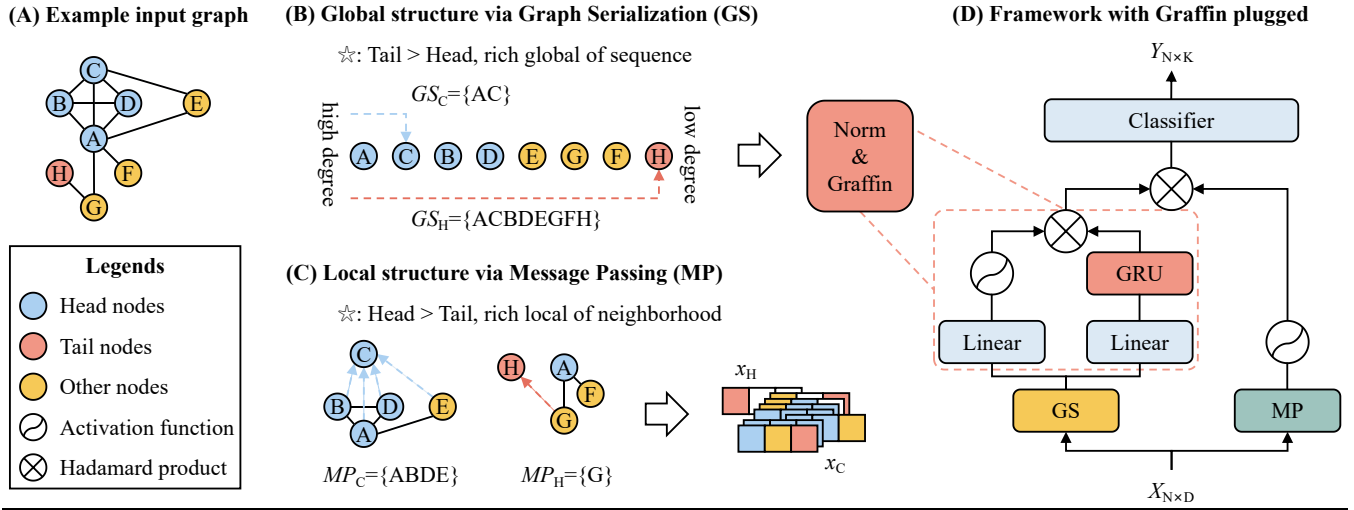 (A) Example input graph
C
B
D
E
A
H
F
G
Legends
Head nodes
Tail nodes
Other nodes
Activation function
Hadamard product
(B) Global structure via Graph Serialization (GS)
☆: Tail > Head, rich global of sequence
GS_C={AC}
high degree
A C B D E G F H
low degree
GS_H={ACBDEGFH}
(C) Local structure via Message Passing (MP)
☆: Head > Tail, rich local of neighborhood
C
B
D
E
A
MP_C={ABDE}
H
A
F
G
MP_H={G}
x_H
x_C
Norm
&
Graffin
(D) Framework with Graffin plugged
Y_{N×K}
Classifier
GRU
Linear
Linear
GS
MP
X_{N×D}